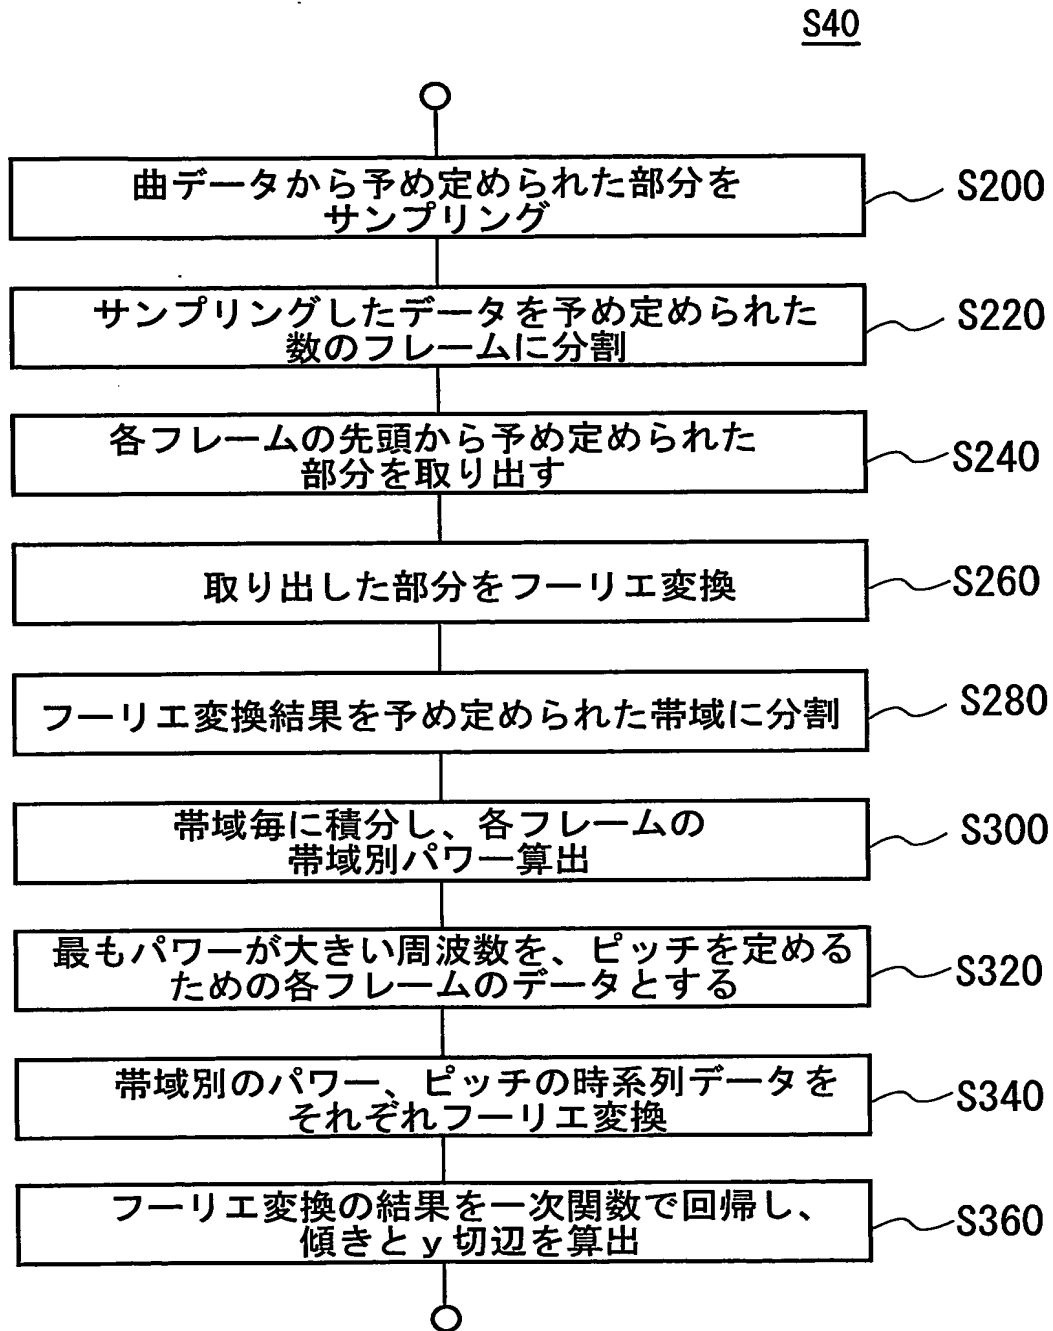 S40
曲データから予め定められた部分を
サンプリング
S200
サンプリングしたデータを予め定められた
数のフレームに分割
S220
各フレームの先頭から予め定められた
部分を取り出す
S240
取り出した部分をフーリエ変換
S260
フーリエ変換結果を予め定められた帯域に分割
S280
帯域毎に積分し、各フレームの
帯域別パワー算出
S300
最もパワーが大きい周波数を、ピッチを定める
ための各フレームのデータとする
S320
帯域別のパワー、ピッチの時系列データを
それぞれフーリエ変換
S340
フーリエ変換の結果を一次関数で回帰し、
傾きとy切辺を算出
S360